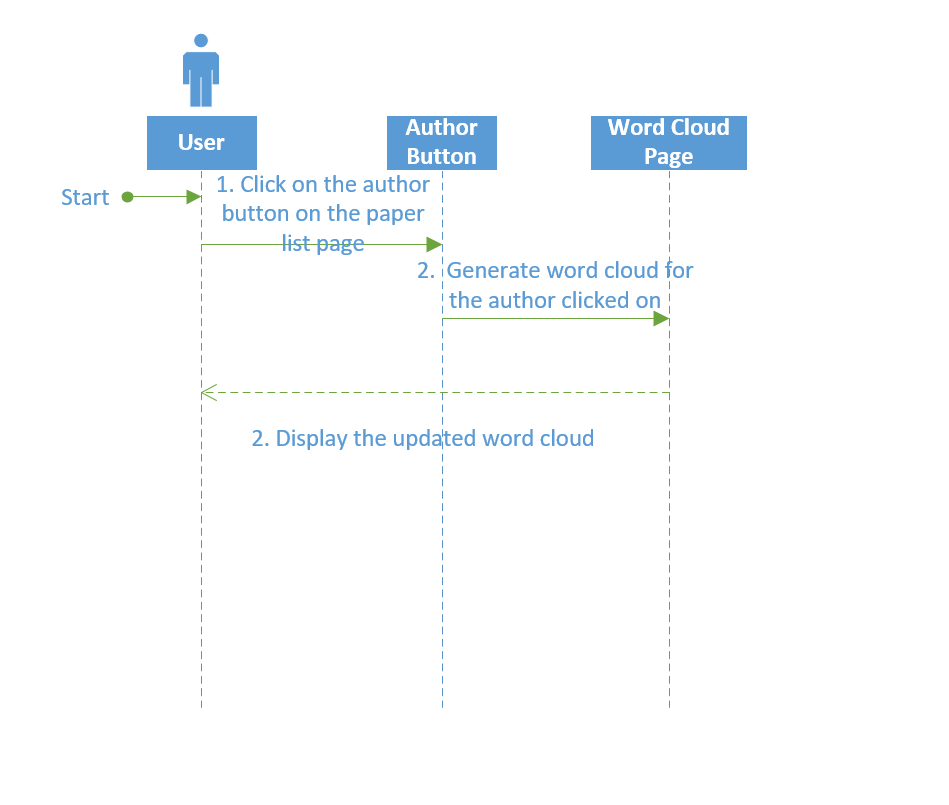 User
Author
Button
Word Cloud
Page
Start
1. Click on the author
button on the paper
list page
2. Generate word cloud for
the author clicked on
2. Display the updated word cloud